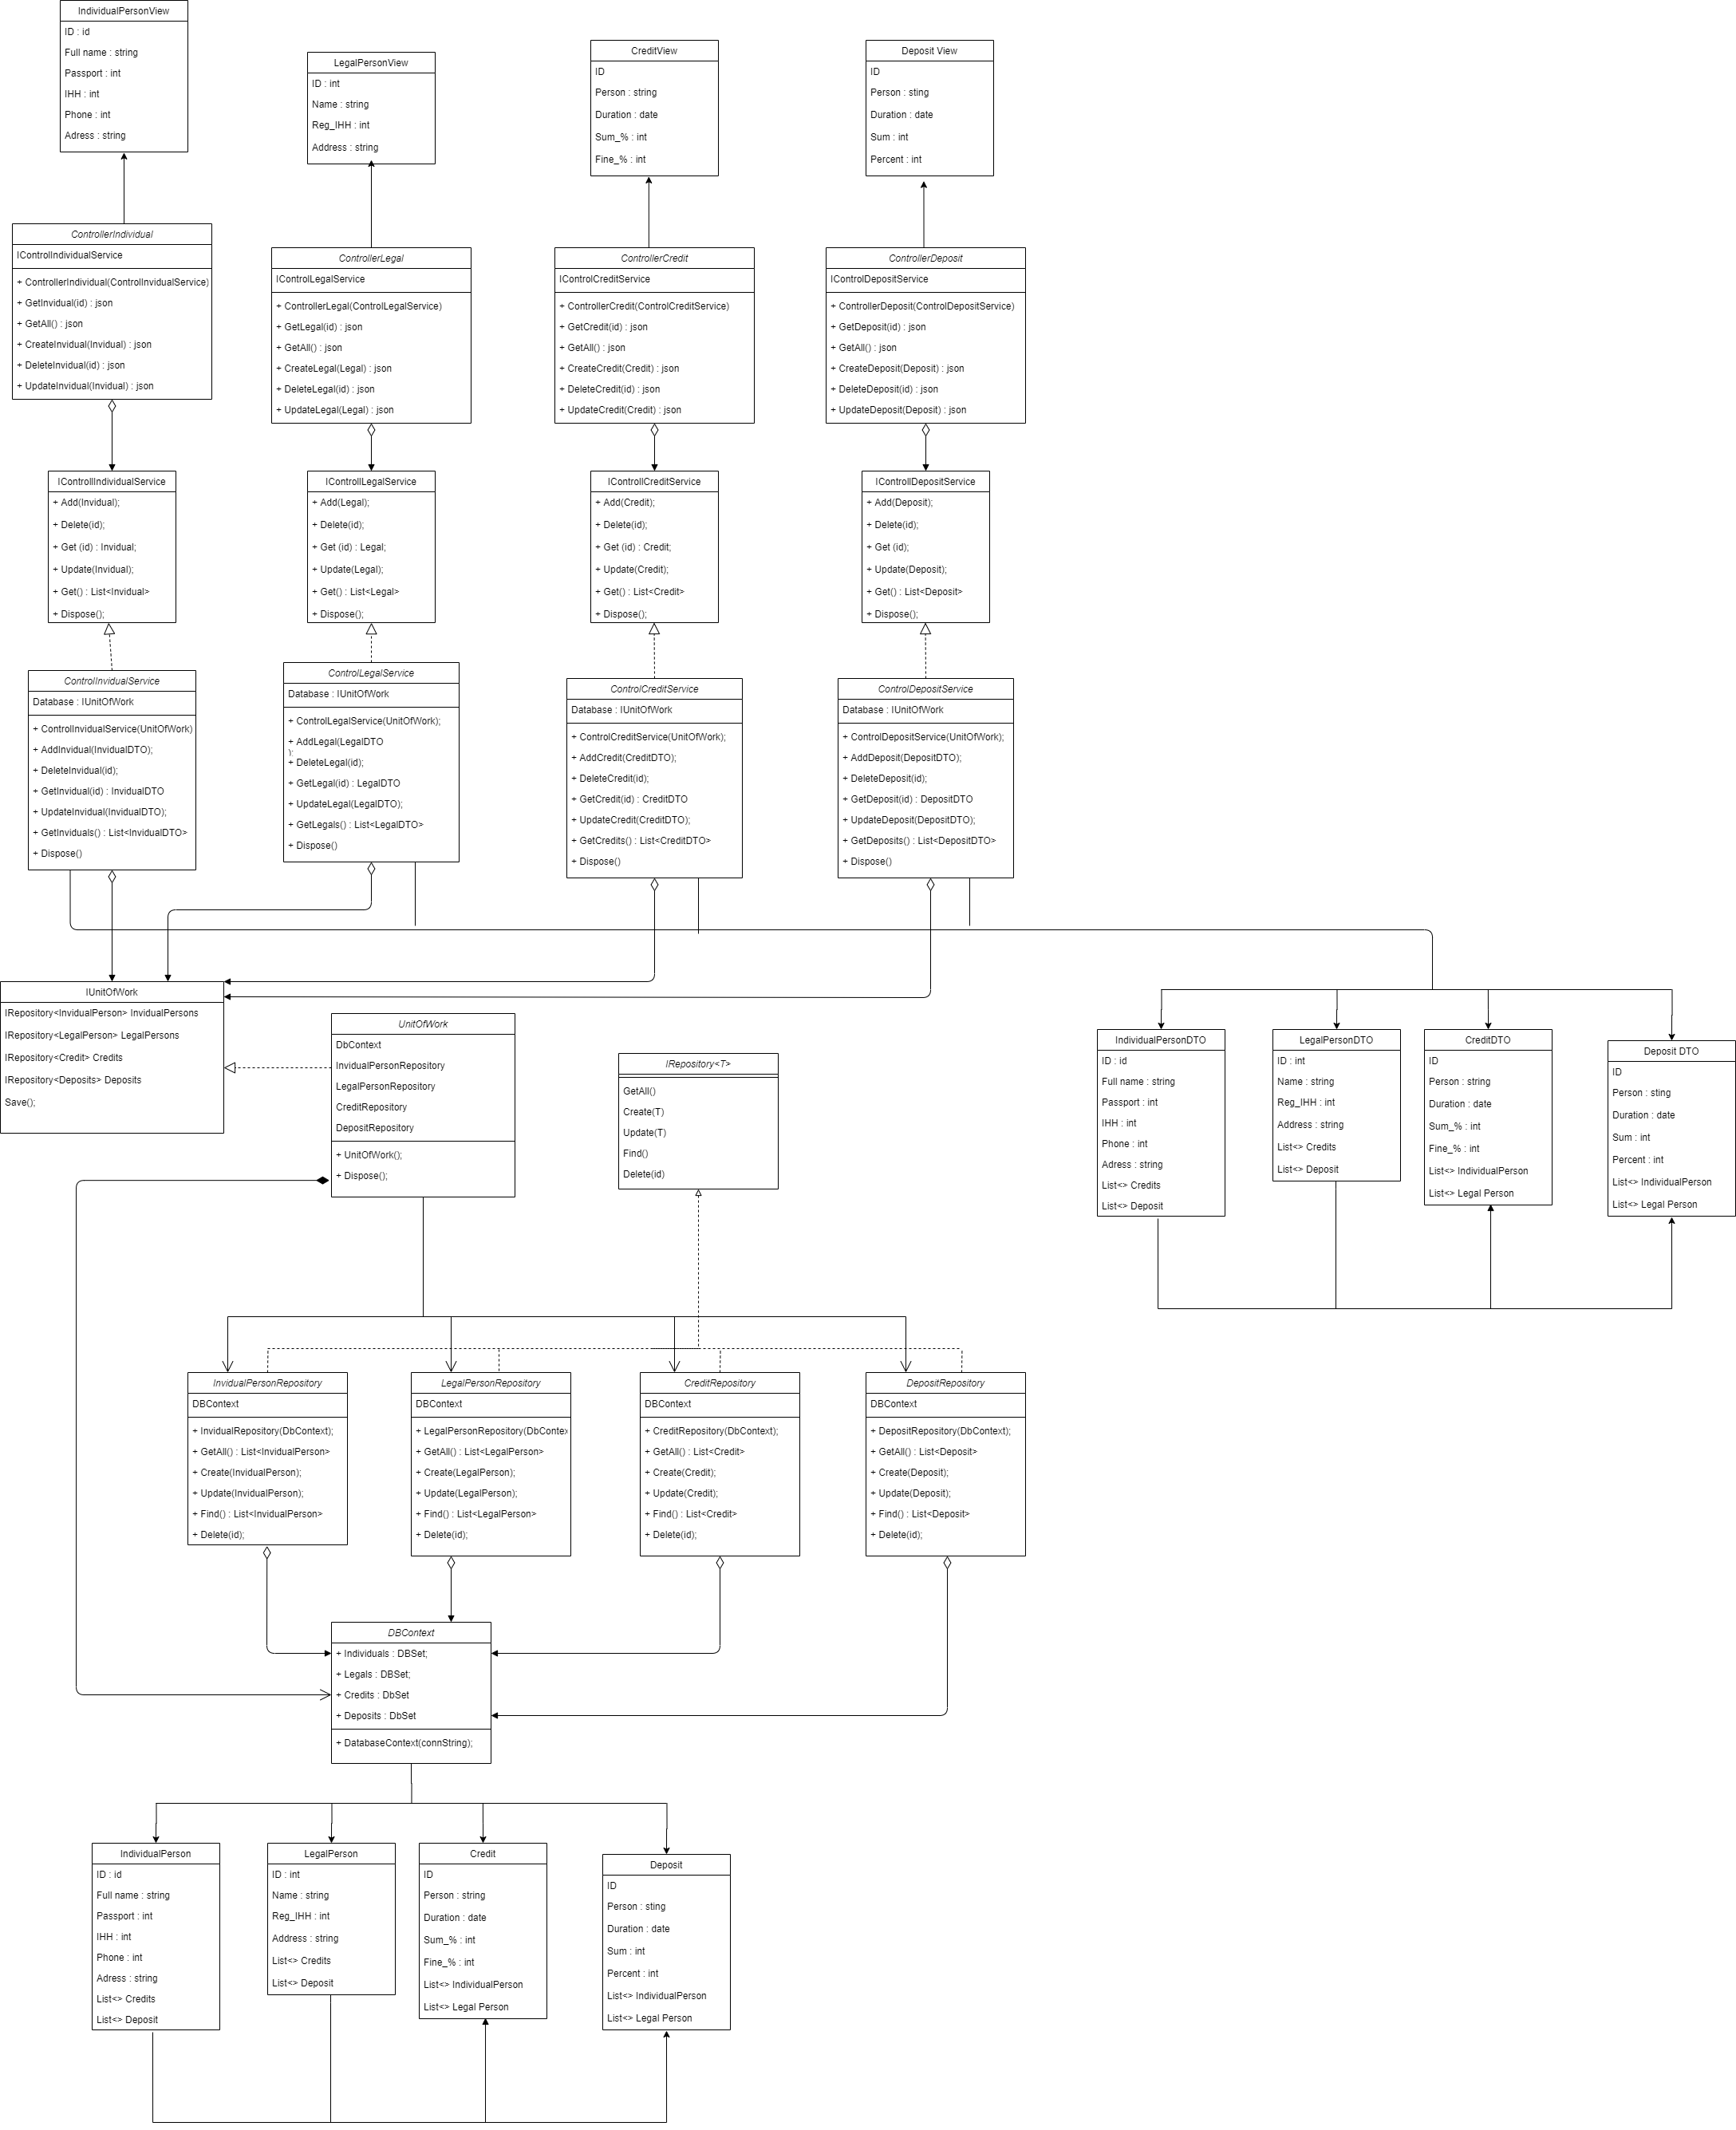 IndividualPersonView
ID : id
Full name : string
Passport : int
IHH : int
Phone : int
Adress : string
LegalPersonView
ID : int
Name : string
Reg_IHH : int
Address : string
CreditView
ID
Person : string
Duration : date
Sum_% : int
Fine_% : int
Deposit View
ID
Person : sting
Duration : date
Sum : int
Percent : int
ControllerIndividual
IControllIndividualService
+ ControllerIndividual(ControlInvidualService)
+ GetInvidual(id) : json
+ GetAll() : json
+ CreateInvidual(Invidual) : json
+ DeleteInvidual(id) : json
+ UpdateInvidual(Invidual) : json
ControllerLegal
IControlLegalService
+ ControllerLegal(ControlLegalService)
+ GetLegal(id) : json
+ GetAll() : json
+ CreateLegal(Legal) : json
+ DeleteLegal(id) : json
+ UpdateLegal(Legal) : json
ControllerCredit
IControlCreditService
+ ControllerCredit(ControlCreditService)
+ GetCredit(id) : json
+ GetAll() : json
+ CreateCredit(Credit) : json
+ DeleteCredit(id) : json
+ UpdateCredit(Credit) : json
ControllerDeposit
IControlDepositService
+ ControllerDeposit(ControlDepositService)
+ GetDeposit(id) : json
+ GetAll() : json
+ CreateDeposit(Deposit) : json
+ DeleteDeposit(id) : json
+ UpdateDeposit(Deposit) : json
IControllIndividualService
+ Add(Invidual);
+ Delete(id);
+ Get (id) : Invidual;
+ Update(Invidual);
+ Get() : List<Invidual>
+ Dispose();
IControllLegalService
+ Add(Legal);
+ Delete(id);
+ Get (id) : Legal;
+ Update(Legal);
+ Get() : List<Legal>
+ Dispose();
IControllCreditService
+ Add(Credit);
+ Delete(id);
+ Get (id) : Credit;
+ Update(Credit);
+ Get() : List<Credit>
+ Dispose();
IControllDepositService
+ Add(Deposit);
+ Delete(id);
+ Get (id);
+ Update(Deposit);
+ Get() : List<Deposit>
+ Dispose();
ControlInvidualService
Database : IUnitOfWork
+ ControlInvidualService(UnitOfWork)
+ AddInvidual(InvidualDTO);
+ DeleteInvidual(id);
+ GetInvidual(id) : InvidualDTO
+ UpdateInvidual(InvidualDTO);
+ GetInviduals() : List<InvidualDTO>
+ Dispose()
ControlLegalService
Database : IUnitOfWork
+ ControlLegalService(UnitOfWork);
+ AddLegal(LegalDTO
);
+ DeleteLegal(id);
+ GetLegal(id) : LegalDTO
+ UpdateLegal(LegalDTO);
+ GetLegals() : List<LegalDTO>
+ Dispose()
ControlCreditService
Database : IUnitOfWork
+ ControlCreditService(UnitOfWork);
+ AddCredit(CreditDTO);
+ DeleteCredit(id);
+ GetCredit(id) : CreditDTO
+ UpdateCredit(CreditDTO);
+ GetCredits() : List<CreditDTO>
+ Dispose()
ControlDepositService
Database : IUnitOfWork
+ ControlDepositService(UnitOfWork);
+ AddDeposit(DepositDTO);
+ DeleteDeposit(id);
+ GetDeposit(id) : DepositDTO
+ UpdateDeposit(DepositDTO);
+ GetDeposits() : List<DepositDTO>
+ Dispose()
IUnitOfWork
IRepository<InvidualPerson> InvidualPersons
IRepository<LegalPerson> LegalPersons
IRepository<Credit> Credits
IRepository<Deposits> Deposits
Save();
UnitOfWork
DbContext
InvidualPersonRepository
LegalPersonRepository
CreditRepository
DepositRepository
+ UnitOfWork();
+ Dispose();
IRepository<T>
GetAll()
Create(T)
Update(T)
Find()
Delete(id)
IndividualPersonDTO
ID : id
Full name : string
Passport : int
IHH : int
Phone : int
Adress : string
List<> Credits
List<> Deposit
LegalPersonDTO
ID : int
Name : string
Reg_IHH : int
Address : string
List<> Credits
List<> Deposit
CreditDTO
ID
Person : string
Duration : date
Sum_% : int
Fine_% : int
List<> IndividualPerson
List<> Legal Person
Deposit DTO
ID
Person : sting
Duration : date
Sum : int
Percent : int
List<> IndividualPerson
List<> Legal Person
InvidualPersonRepository
DBContext
+ InvidualRepository(DbContext);
+ GetAll() : List<InvidualPerson>
+ Create(InvidualPerson);
+ Update(InvidualPerson);
+ Find() : List<InvidualPerson>
+ Delete(id);
LegalPersonRepository
DBContext
+ LegalPersonRepository(DbContex
+ GetAll() : List<LegalPerson>
+ Create(LegalPerson);
+ Update(LegalPerson);
+ Find() : List<LegalPerson>
+ Delete(id);
CreditRepository
DBContext
+ CreditRepository(DbContext);
+ GetAll() : List<Credit>
+ Create(Credit);
+ Update(Credit);
+ Find() : List<Credit>
+ Delete(id);
DepositRepository
DBContext
+ DepositRepository(DbContext);
+ GetAll() : List<Deposit>
+ Create(Deposit);
+ Update(Deposit);
+ Find() : List<Deposit>
+ Delete(id);
DBContext
+ Individuals : DBSet;
+ Legals : DBSet;
+ Credits : DbSet
+ Deposits : DbSet
+ DatabaseContext(connString);
IndividualPerson
ID : id
Full name : string
Passport : int
IHH : int
Phone : int
Adress : string
List<> Credits
List<> Deposit
LegalPerson
ID : int
Name : string
Reg_IHH : int
Address : string
List<> Credits
List<> Deposit
Credit
ID
Person : string
Duration : date
Sum_% : int
Fine_% : int
List<> IndividualPerson
List<> Legal Person
Deposit
ID
Person : sting
Duration : date
Sum : int
Percent : int
List<> IndividualPerson
List<> Legal Person